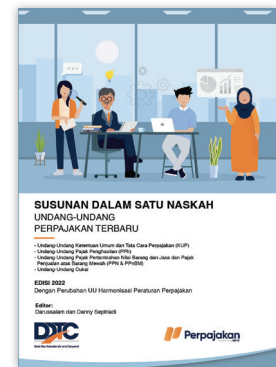 SUSUNAN DALAM SATU NASKAH
UNDANG-UNDANG
PERPAJAKAN TERBARU
- Undang-Undang Ketentuan Umum dan Tata Cara Perpajakan (KUP)
- Undang-Undang Pajak Penghasilan (PPh)
- Undang-Undang Pajak Pertambahan Nilai Barang dan Jasa dan Pajak
Penjualan atas Barang Mewah (PPN & PPnBM)
- Undang-Undang Cukai
EDISI 2022
Dengan Perubahan UU Harmonisasi Peraturan Perpajakan
Editor:
Darussalam dan Danny Septriadi
DDTC
Perpajakan